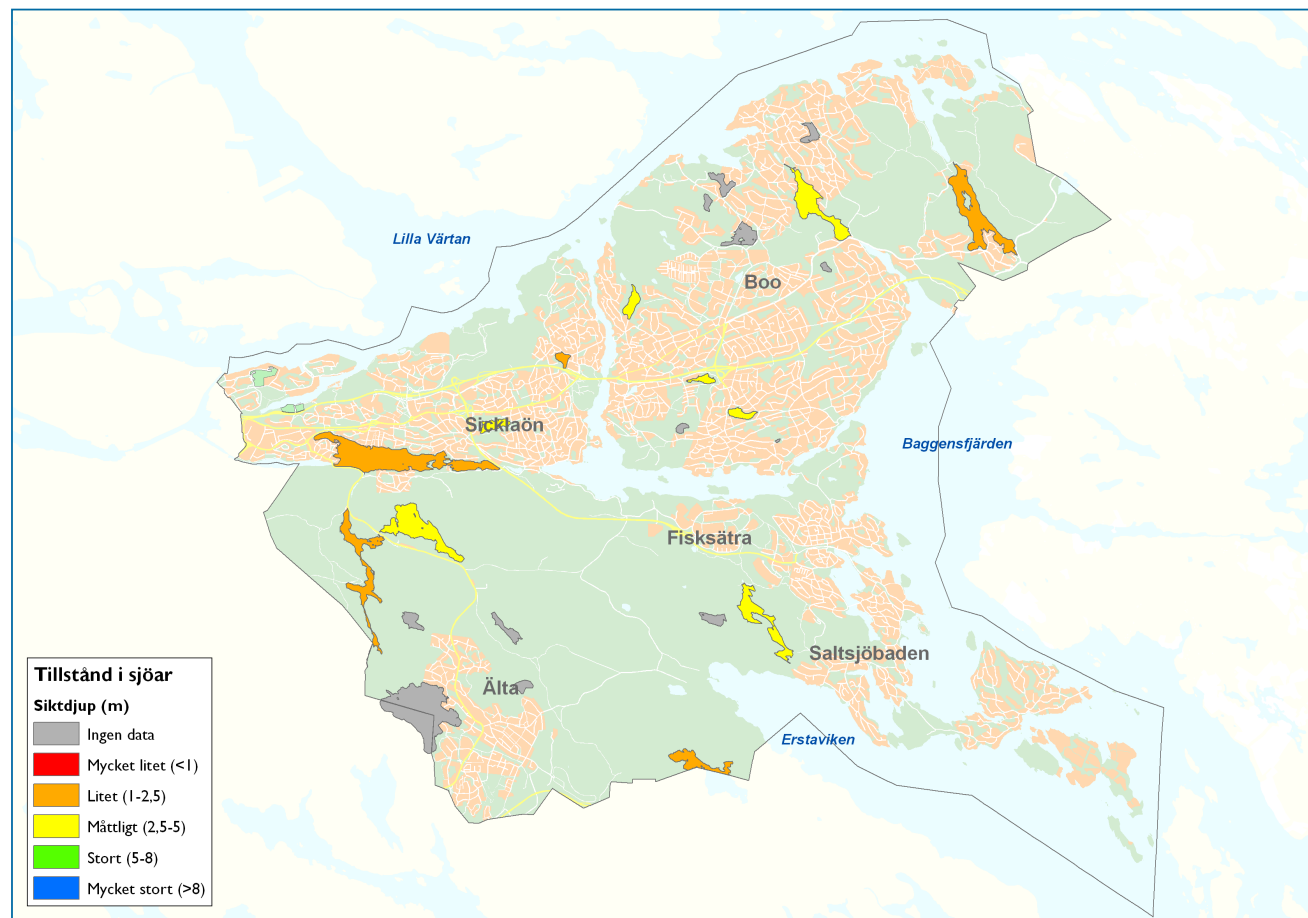 Lilla Värtan
Boo
Sicklaön
Baggensfjärden
Fisksätra
Saltsjöbaden
Älta
Erstaviken
Tillstånd i sjöar
Siktdjup (m)
Ingen data
Mycket litet (<1)
Litet (1-2,5)
Måttligt (2,5-5)
Stort (5-8)
Mycket stort (>8)